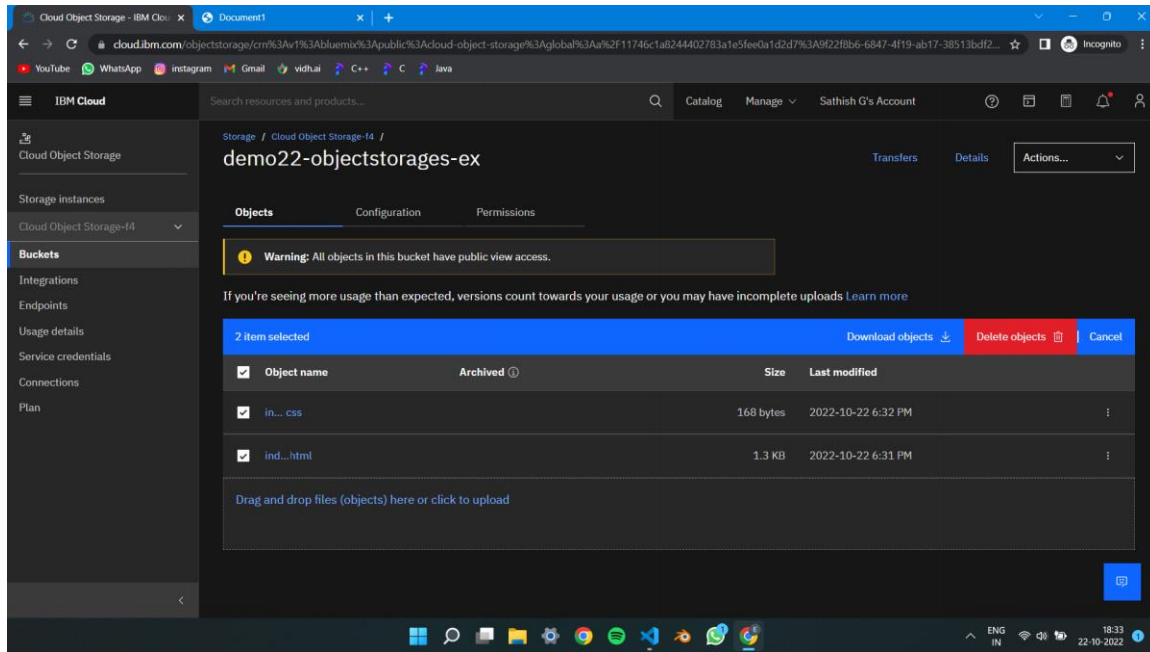 Cloud Object Storage - IBM Clou
Document1
cloud.ibm.com/objectstorage/crn%3Av1%3Abluemix%3Apublic%3Acloud-object-storage%3Aglobal%3Aa%2F11746c1a8244402783a1e5fee0a1d2d7%3A9f22f8b6-6847-4f19-ab17-38513bdf2...
Incognito
YouTube WhatsApp instagram Gmail vidh.ai C++ C Java
IBM Cloud
Search resources and products...
Catalog
Manage
Sathish G's Account
Cloud Object Storage
Storage instances
Cloud Object Storage-f4
Buckets
Integrations
Endpoints
Usage details
Service credentials
Connections
Plan
Storage / Cloud Object Storage-f4 /
demo22-objectstorages-ex
Transfers
Details
Actions...
Objects
Configuration
Permissions
Warning: All objects in this bucket have public view access.
If you're seeing more usage than expected, versions count towards your usage or you may have incomplete uploads Learn more
2 item selected
Download objects
Delete objects
Cancel
Object name Archived Size Last modified
in... css 168 bytes 2022-10-22 6:32 PM
ind...html 1.3 KB 2022-10-22 6:31 PM
Drag and drop files (objects) here or click to upload
ENG
IN
18:33
22-10-2022